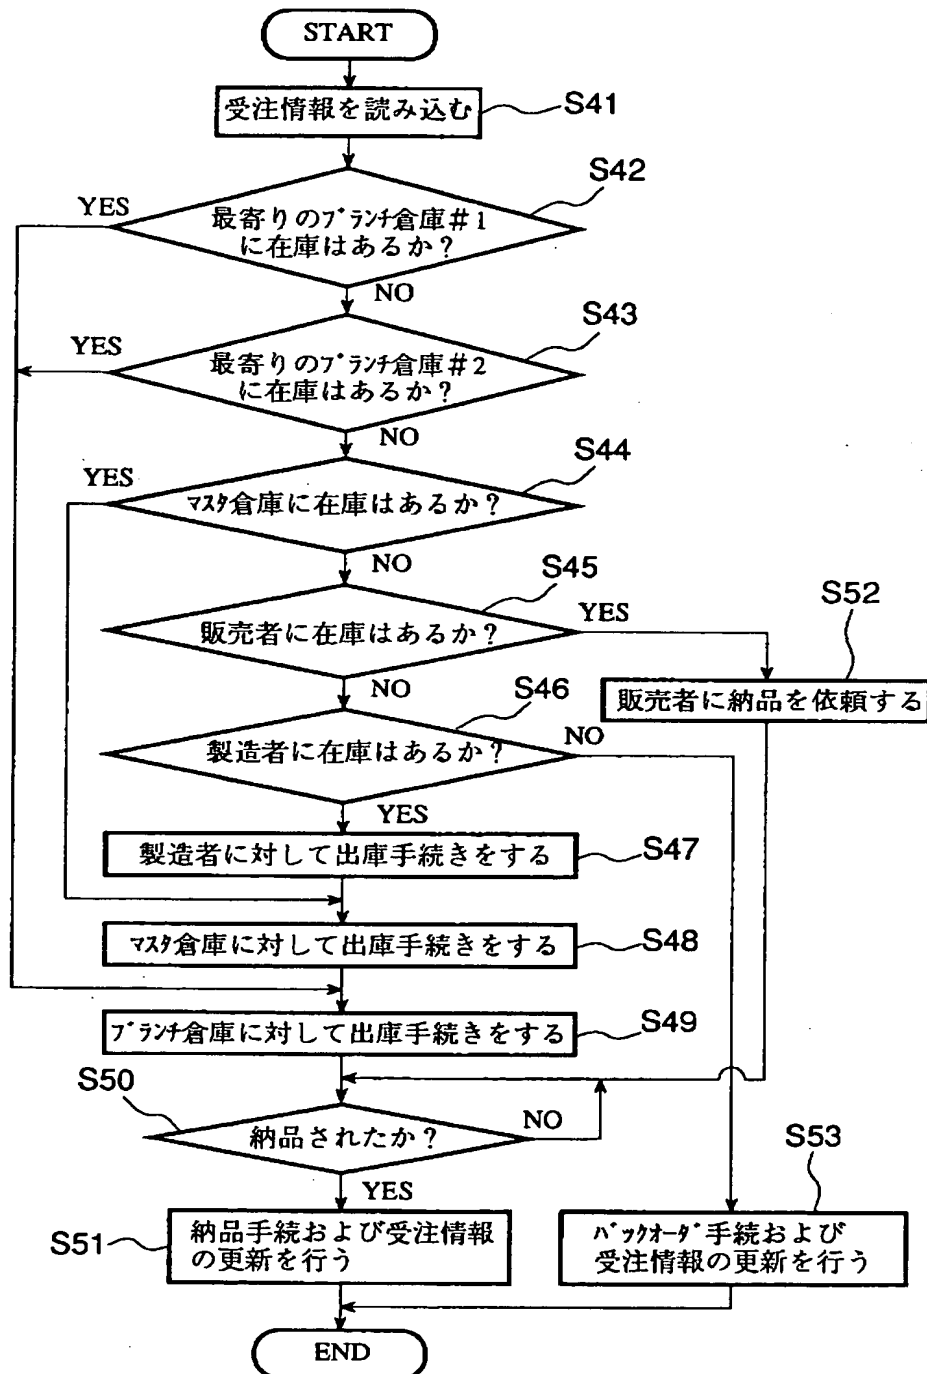 START
受注情報を読み込む
S41
S42
YES
最寄りのﾌﾞﾗﾝﾁ倉庫＃1
に在庫はあるか？
NO
S43
YES
最寄りのﾌﾞﾗﾝﾁ倉庫＃2
に在庫はあるか？
NO
S44
YES
ﾏｽﾀ倉庫に在庫はあるか？
NO
S45
YES
S52
販売者に在庫はあるか？
NO
販売者に納品を依頼する
S46
製造者に在庫はあるか？
NO
YES
製造者に対して出庫手続きをする
S47
ﾏｽﾀ倉庫に対して出庫手続きをする
S48
ﾌﾞﾗﾝﾁ倉庫に対して出庫手続きをする
S49
S50
納品されたか？
NO
YES
S53
S51
納品手続および受注情報
の更新を行う
ﾊﾞｯｸｵｰﾀﾞ手続および
受注情報の更新を行う
END